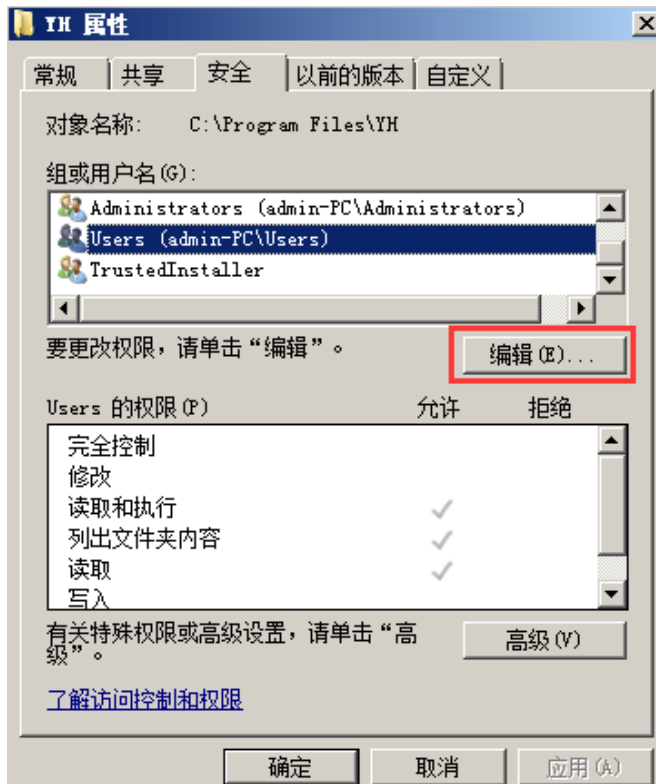 YH 属性
常规 共享 安全 以前的版本 自定义
对象名称: C:\Program Files\YH
组或用户名(G):
Administrators (admin-PC\Administrators)
Users (admin-PC\Users)
TrustedInstaller
要更改权限，请单击“编辑”。 编辑(E)...
Users 的权限(P) 允许 拒绝
完全控制
修改
读取和执行
列出文件夹内容
读取
写入
有关特殊权限或高级设置，请单击“高
级”。 高级(V)
了解访问控制和权限
确定 取消 应用(A)